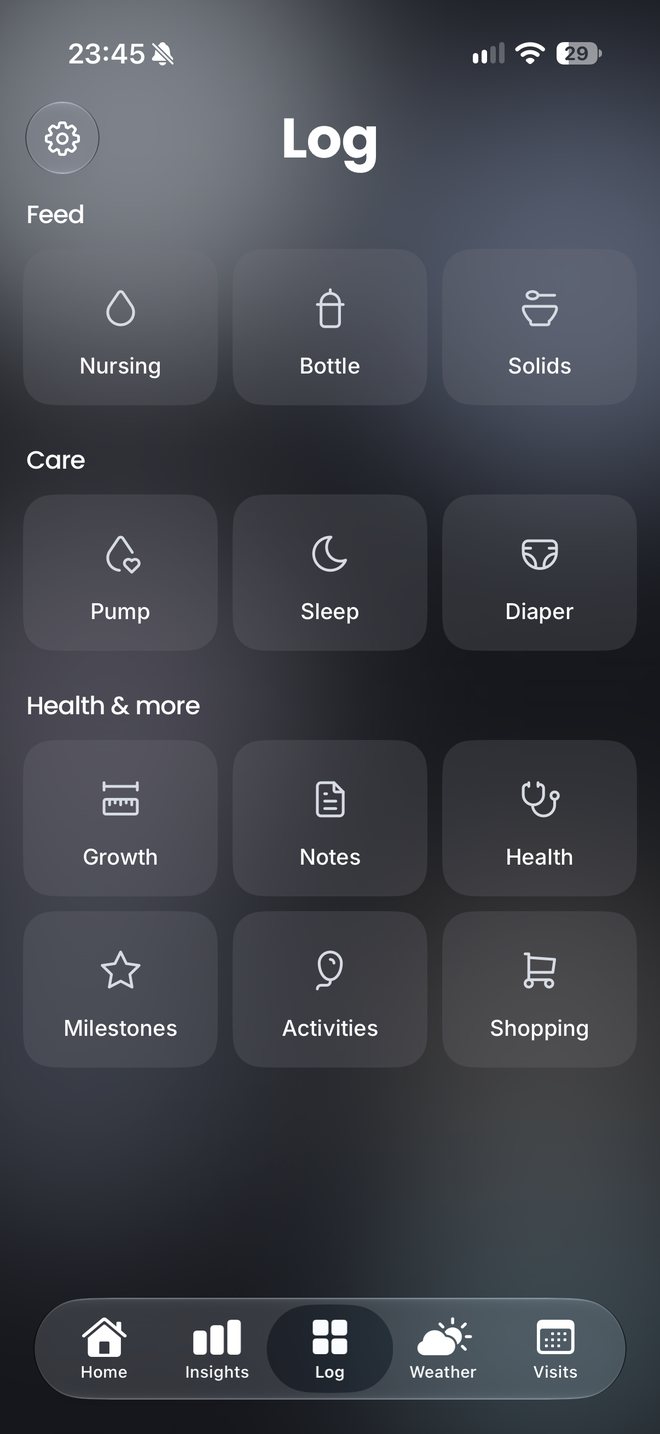 23:45 29
Log
Feed
Nursing Bottle Solids
Care
Pump Sleep Diaper
Health & more
Growth Notes Health
Milestones Activities Shopping
Home Insights Log Weather Visits